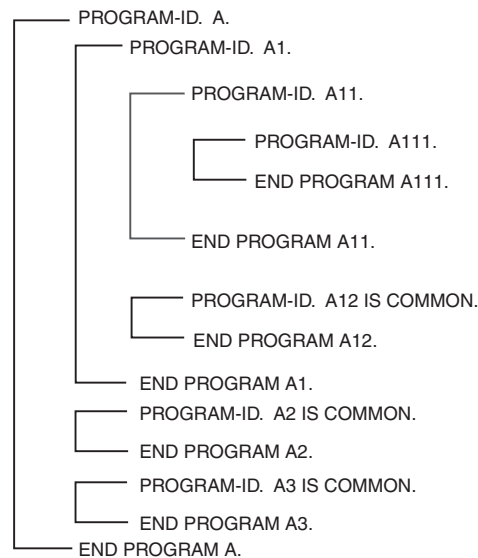 PROGRAM-ID. A.
PROGRAM-ID. A1.
PROGRAM-ID. A11.
PROGRAM-ID. A111.
END PROGRAM A111.
END PROGRAM A11.
PROGRAM-ID. A12 IS COMMON.
END PROGRAM A12.
END PROGRAM A1.
PROGRAM-ID. A2 IS COMMON.
END PROGRAM A2.
PROGRAM-ID. A3 IS COMMON.
END PROGRAM A3.
END PROGRAM A.